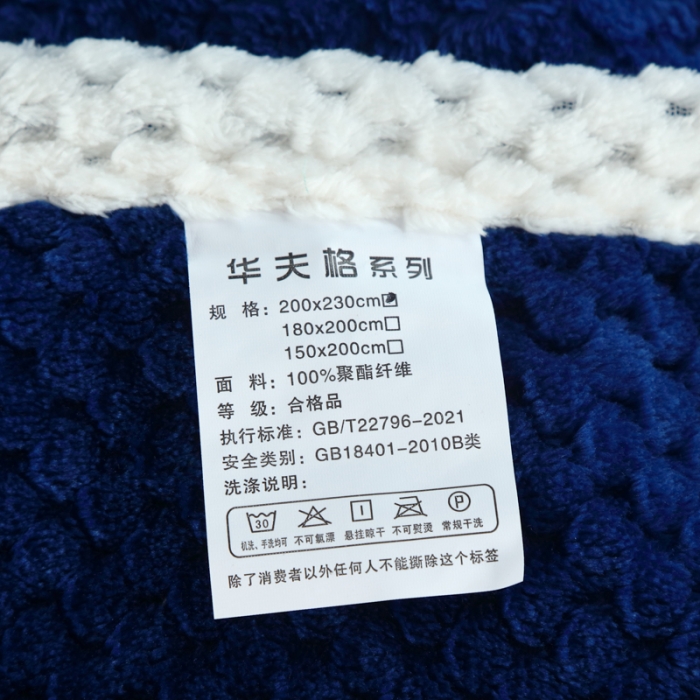 华夫格系列
规 格：200x230cm
180x200cm
150x200cm
面 料：100%聚酯纤维
等 级：合格品
执行标准：GB/T22796-2021
安全类别：GB18401-2010B类
洗涤说明：
30 P
机洗、手洗均可 不可氯漂 悬挂晾干 不可熨烫 常规干洗
除了消费者以外任何人不能撕除这个标签